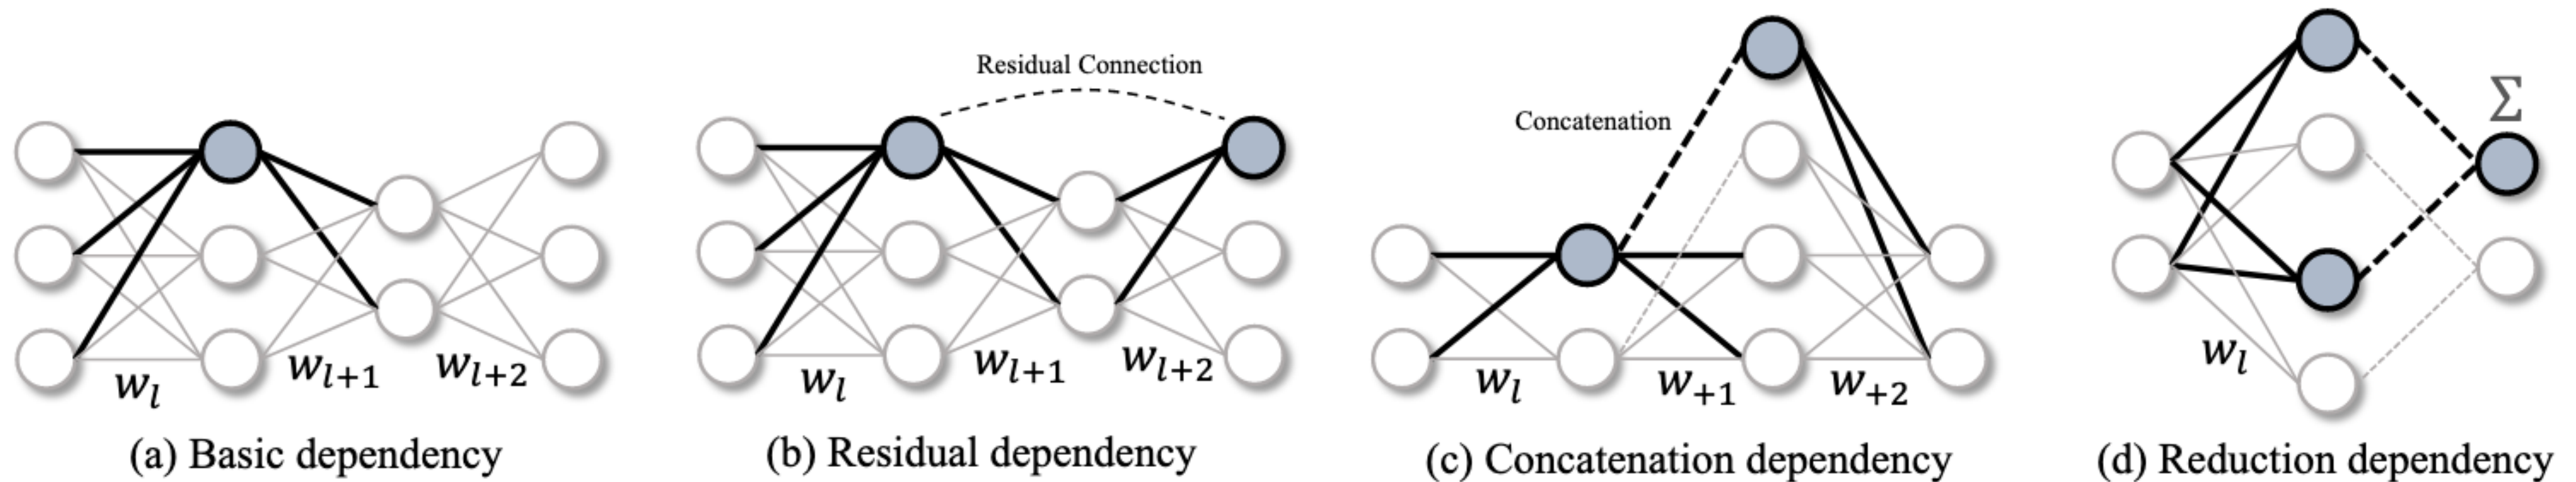 Residual Connection
Concatenation
Σ
w_l
w_{l+1}
w_{l+2}
w_l
w_{l+1}
w_{l+2}
w_l
w_{+1}
w_{+2}
w_l
(a) Basic dependency
(b) Residual dependency
(c) Concatenation dependency
(d) Reduction dependency